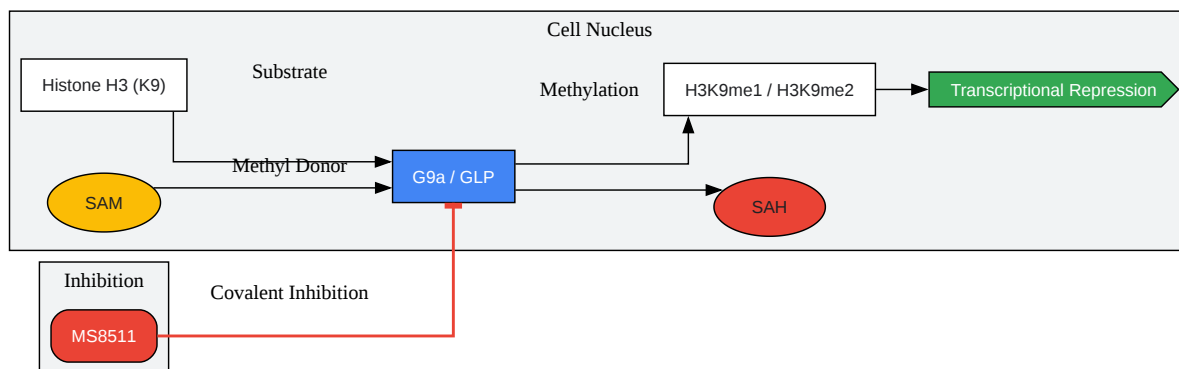 Cell Nucleus
Histone H3 (K9)
Substrate
Methylation
H3K9me1 / H3K9me2
Transcriptional Repression
Methyl Donor
G9a / GLP
SAM
SAH
Inhibition
Covalent Inhibition
MS8511